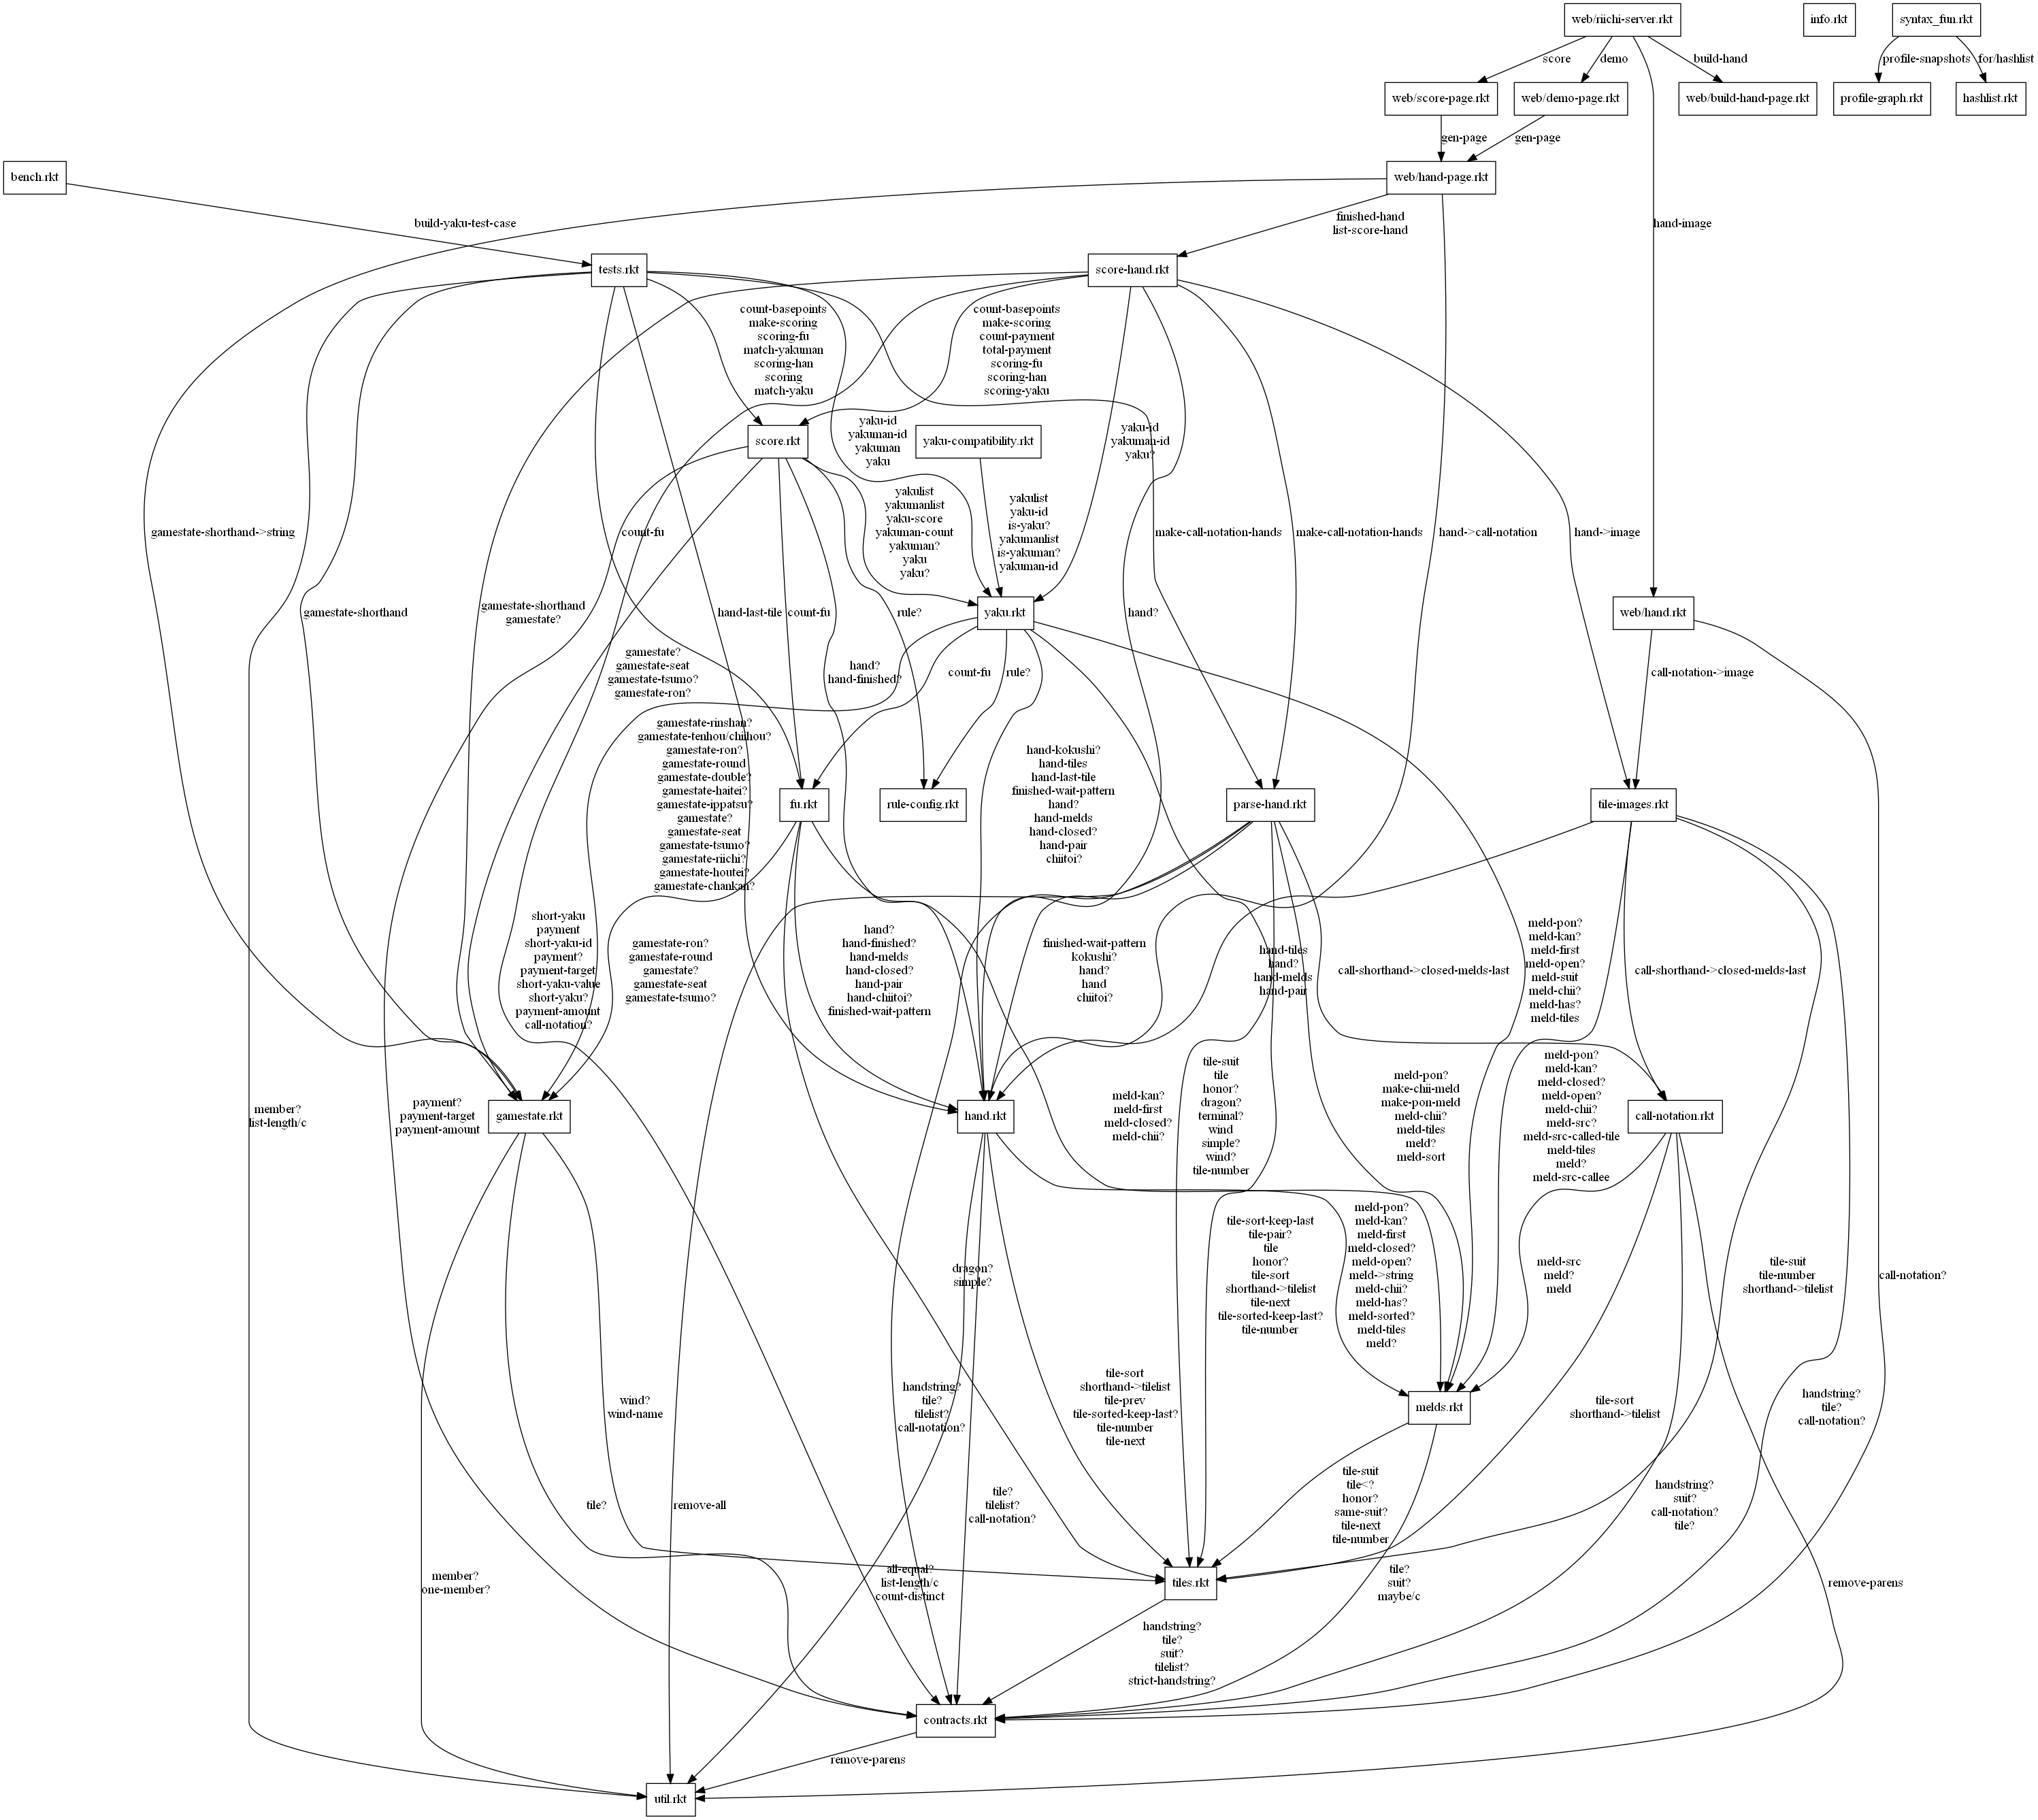 web/riichi-server.rkt
info.rkt
syntax_fun.rkt
score
demo
build-hand
profile-snapshots
for/hashlist
web/score-page.rkt
web/demo-page.rkt
web/build-hand-page.rkt
profile-graph.rkt
hashlist.rkt
gen-page
gen-page
bench.rkt
web/hand-page.rkt
build-yaku-test-case
finished-hand
list-score-hand
hand-image
tests.rkt
score-hand.rkt
count-basepoints
make-scoring
scoring-fu
match-yakuman
scoring-han
scoring
match-yaku
count-basepoints
make-scoring
count-payment
total-payment
scoring-fu
scoring-han
scoring-yaku
score.rkt
yaku-id
yakuman-id
yakuman
yaku
yaku-compatibility.rkt
yaku-id
yakuman-id
yaku?
gamestate-shorthand->string
count-fu
yakulist
yakumanlist
yaku-score
yakuman-count
yakuman?
yaku
yaku?
yakulist
yaku-id
is-yaku?
yakumanlist
is-yakuman?
yakuman-id
make-call-notation-hands
make-call-notation-hands
hand->call-notation
hand->image
gamestate-shorthand
gamestate-shorthand
gamestate?
hand-last-tile
count-fu
rule?
yaku.rkt
hand?
web/hand.rkt
gamestate?
gamestate-seat
gamestate-tsumo?
gamestate-ron?
hand?
hand-finished?
count-fu
rule?
call-notation->image
gamestate-rinshan?
gamestate-tenhou/chiihou?
gamestate-ron?
gamestate-round
gamestate-double?
gamestate-haitei?
gamestate-ippatsu?
gamestate?
gamestate-seat
gamestate-tsumo?
gamestate-riichi?
gamestate-houtei?
gamestate-chankan?
fu.rkt
rule-config.rkt
hand-kokushi?
hand-tiles
hand-last-tile
finished-wait-pattern
hand?
hand-melds
hand-closed?
hand-pair
chiitoi?
parse-hand.rkt
tile-images.rkt
short-yaku
payment
short-yaku-id
payment?
payment-target
short-yaku-value
short-yaku?
payment-amount
call-notation?
gamestate-ron?
gamestate-round
gamestate?
gamestate-seat
gamestate-tsumo?
hand?
hand-finished?
hand-melds
hand-closed?
hand-pair
hand-chiitoi?
finished-wait-pattern
finished-wait-pattern
kokushi?
hand?
hand
chiitoi?
hand-tiles
hand?
hand-melds
hand-pair
call-shorthand->closed-melds-last
meld-pon?
meld-kan?
meld-first
meld-open?
meld-suit
meld-chii?
meld-has?
meld-tiles
call-shorthand->closed-melds-last
member?
list-length/c
payment?
payment-target
payment-amount
gamestate.rkt
hand.rkt
meld-kan?
meld-first
meld-closed?
meld-chii?
tile-suit
tile
honor?
dragon?
terminal?
wind
simple?
wind?
tile-number
meld-pon?
make-chii-meld
make-pon-meld
meld-chii?
meld-tiles
meld?
meld-sort
meld-pon?
meld-kan?
meld-closed?
meld-open?
meld-chii?
meld-src?
meld-src-called-tile
meld-tiles
meld?
meld-src-callee
call-notation.rkt
dragon?
simple?
tile-sort-keep-last
tile-pair?
tile
honor?
tile-sort
shorthand->tilelist
tile-next
tile-sorted-keep-last?
tile-number
meld-pon?
meld-kan?
meld-first
meld-closed?
meld-open?
meld->string
meld-chii?
meld-has?
meld-sorted?
meld-tiles
meld?
meld-src
meld?
meld
tile-suit
tile-number
shorthand->tilelist
call-notation?
wind?
wind-name
handstring?
tile?
tilelist?
call-notation?
tile-sort
shorthand->tilelist
tile-prev
tile-sorted-keep-last?
tile-number
tile-next
melds.rkt
tile-sort
shorthand->tilelist
handstring?
tile?
call-notation?
tile?
remove-all
tile?
tilelist?
call-notation?
tile-suit
tile<?
honor?
same-suit?
tile-next
tile-number
handstring?
suit?
call-notation?
tile?
member?
one-member?
all-equal?
list-length/c
count-distinct
tiles.rkt
tile?
suit?
maybe/c
remove-parens
handstring?
tile?
suit?
tilelist?
strict-handstring?
contracts.rkt
remove-parens
util.rkt